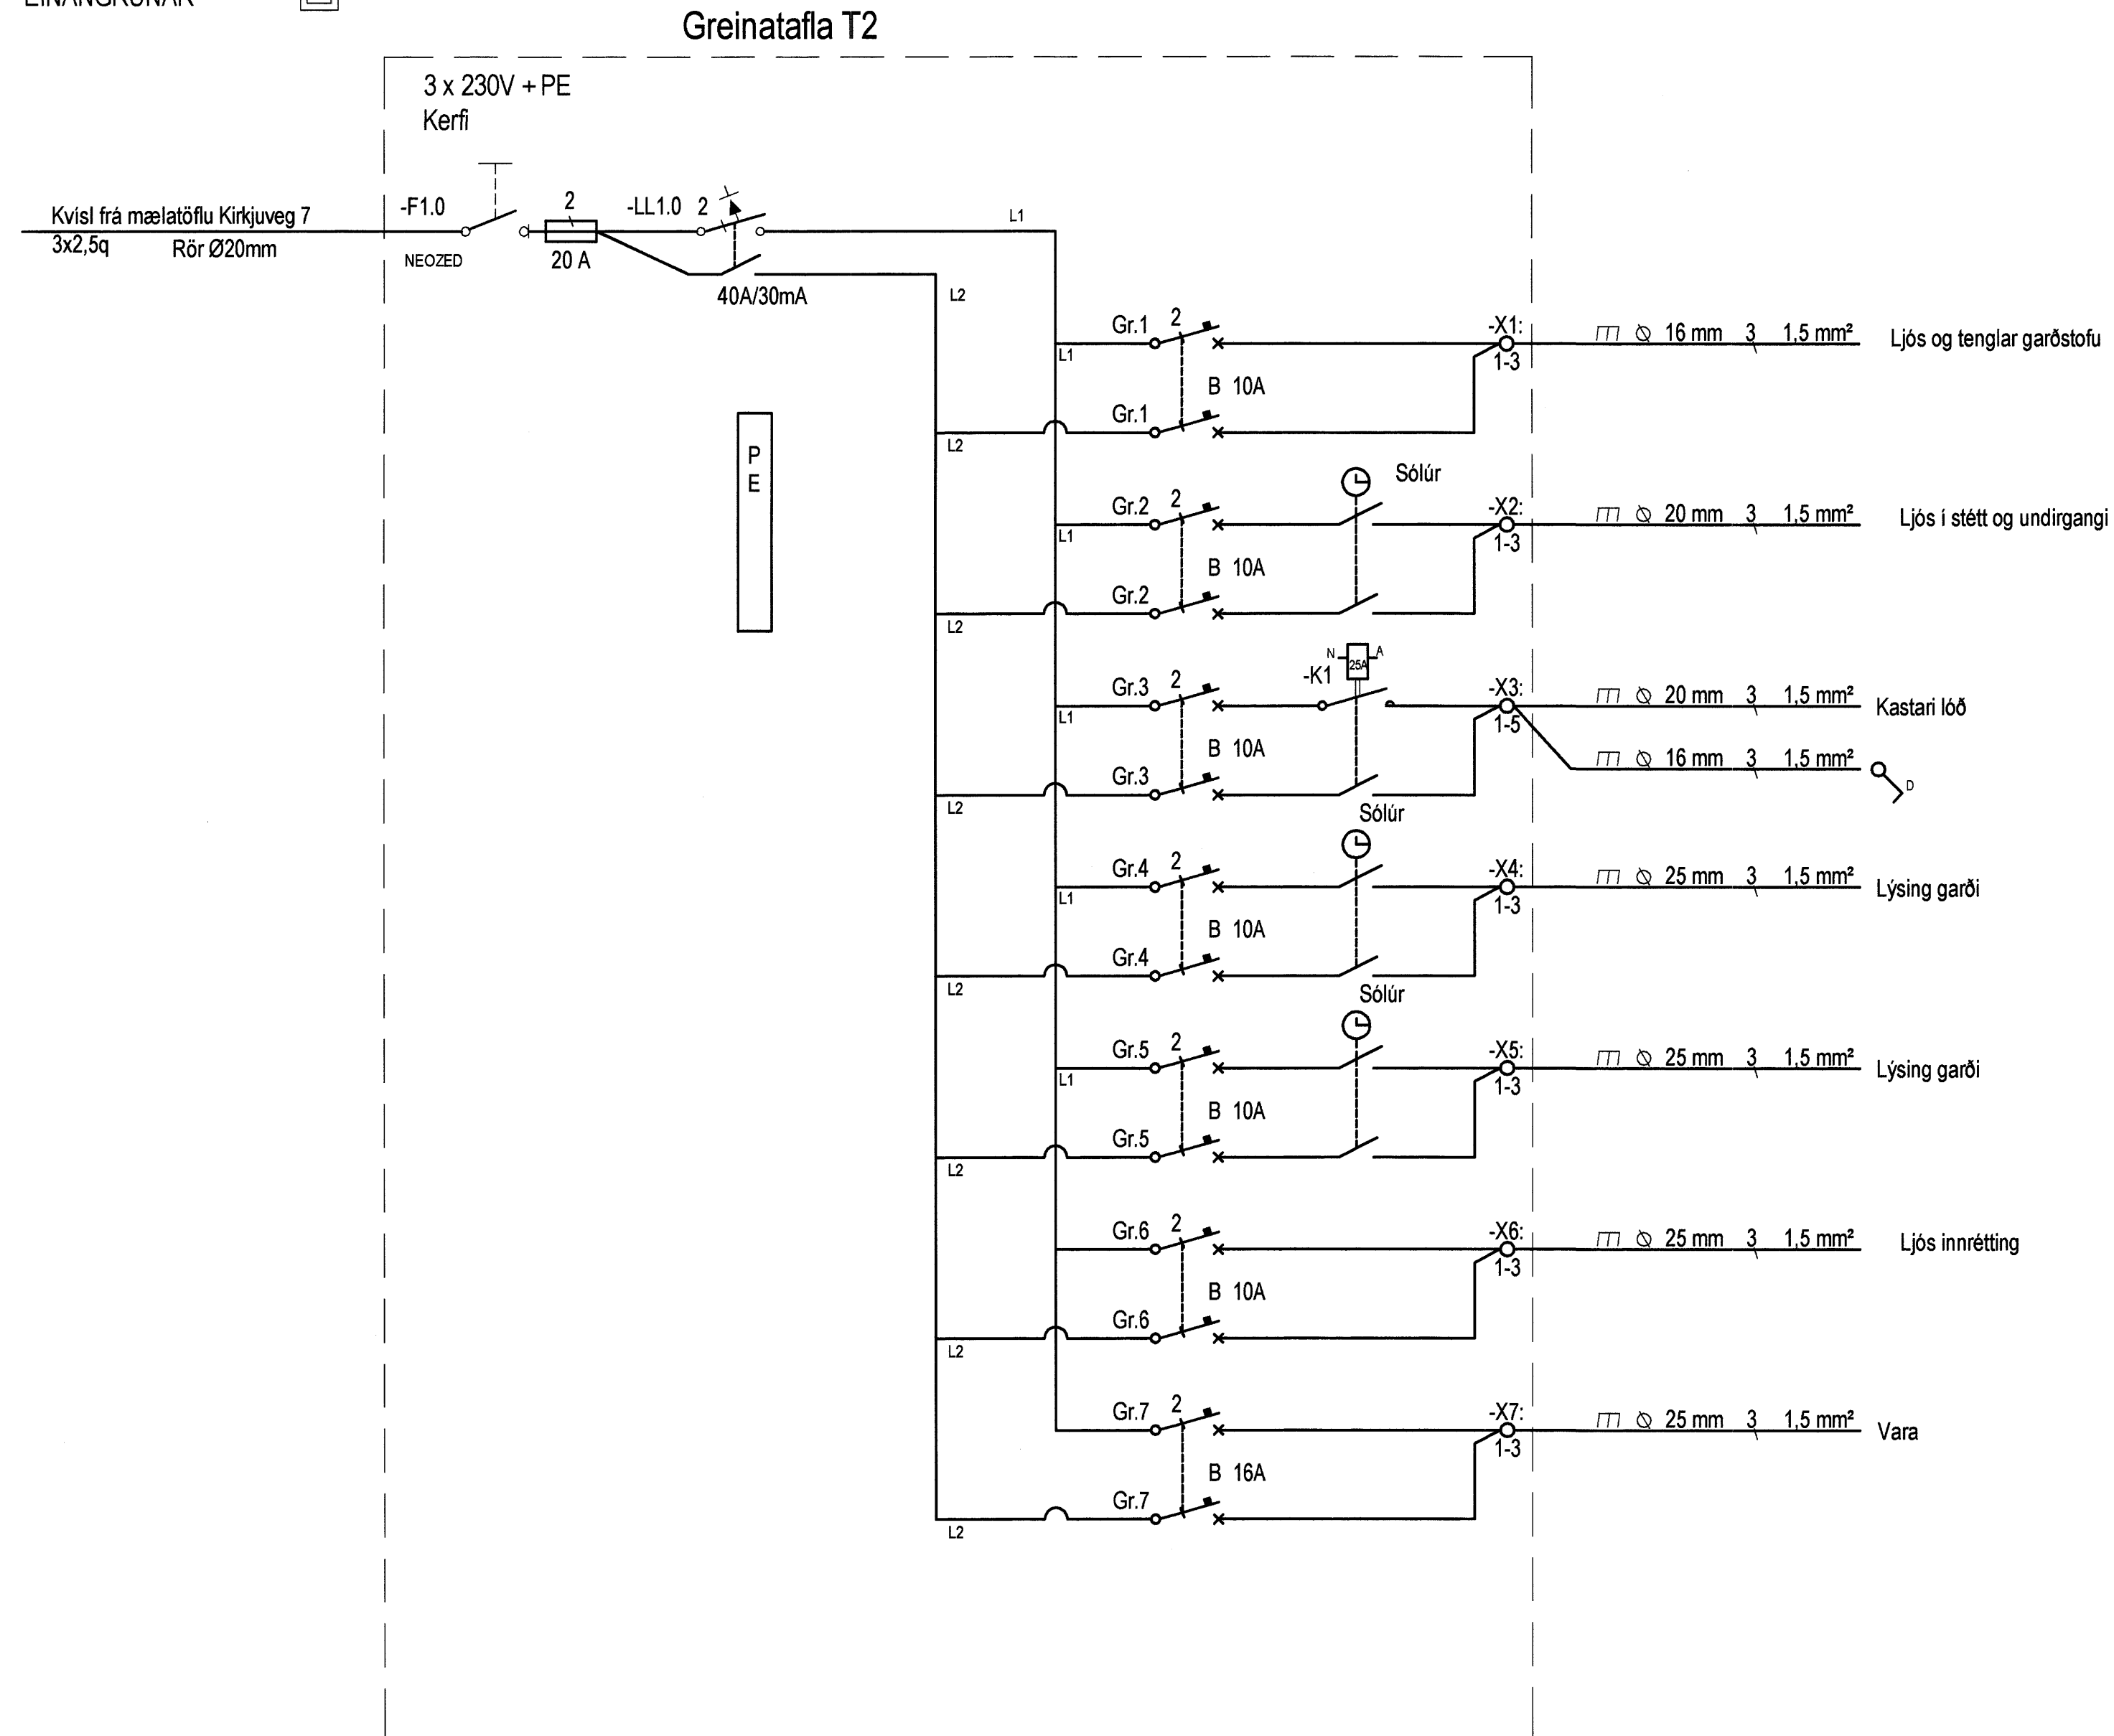 EINANGRUNAR
Greinatafla T2
3 x 230V + PE
Kerfi
Kvísl frá mælatöflu Kirkjuveg 7
3x2,5q Rör Ø20mm
-F1.0
NEOZED
2
20 A
-LL1.0 2
40A/30mA
L1
L2
P
E
Gr.1 2
L1
B 10A
Gr.1
L2
-X1:
1-3
16 mm 3 1,5 mm²
Ljós og tenglar garðstofu
Gr.2 2
L1
B 10A
Gr.2
L2
Sólúr
-X2:
1-3
20 mm 3 1,5 mm²
Ljós í stétt og undirgangi
Gr.3 2
L1
B 10A
Gr.3
L2
-K1
N 25A A
-X3:
1-5
20 mm 3 1,5 mm²
Kastari lóð
16 mm 3 1,5 mm²
D
Sólúr
Gr.4 2
L1
B 10A
Gr.4
L2
-X4:
1-3
25 mm 3 1,5 mm²
Lýsing garði
Sólúr
Gr.5 2
L1
B 10A
Gr.5
L2
-X5:
1-3
25 mm 3 1,5 mm²
Lýsing garði
Gr.6 2
B 10A
Gr.6
L2
-X6:
1-3
25 mm 3 1,5 mm²
Ljós innrétting
Gr.7 2
B 16A
Gr.7
L2
-X7:
1-3
25 mm 3 1,5 mm²
Vara